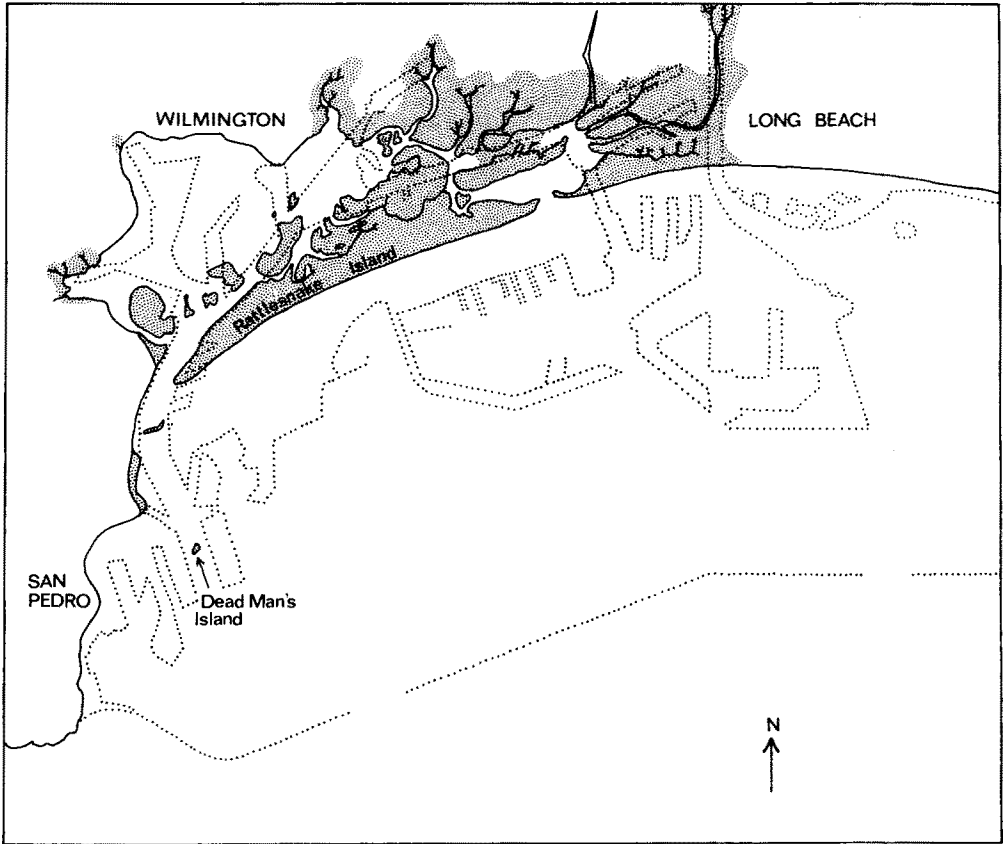 WILMINGTON
LONG BEACH
Rattlesnake Island
SAN
PEDRO
Dead Man's
Island
N